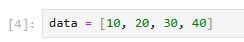 [4]: data = [10, 20, 30, 40]